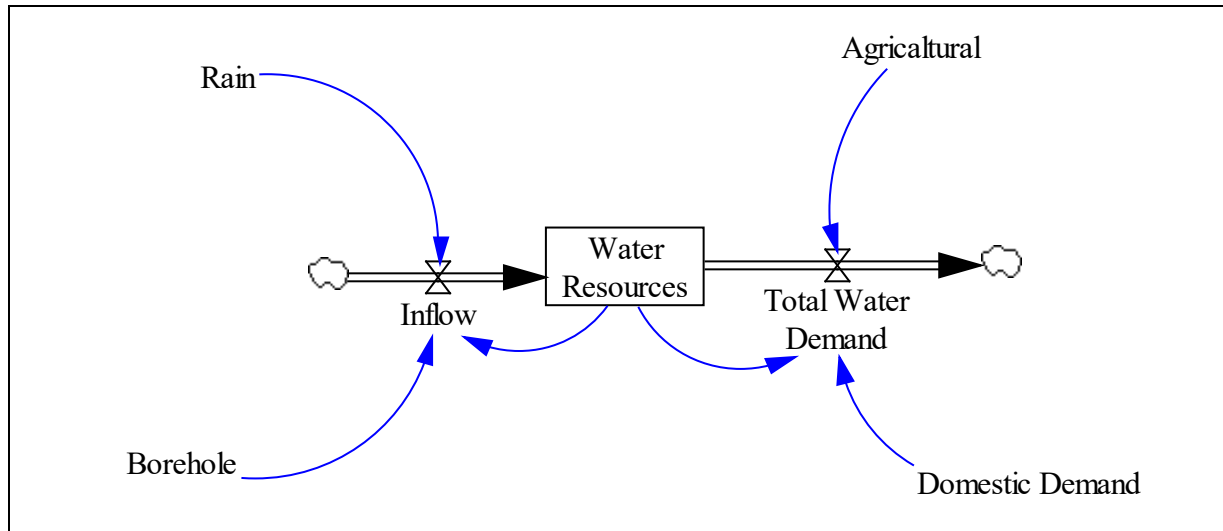 Agricaltural
Rain
Water
Resources
Inflow
Total Water
Demand
Borehole
Domestic Demand